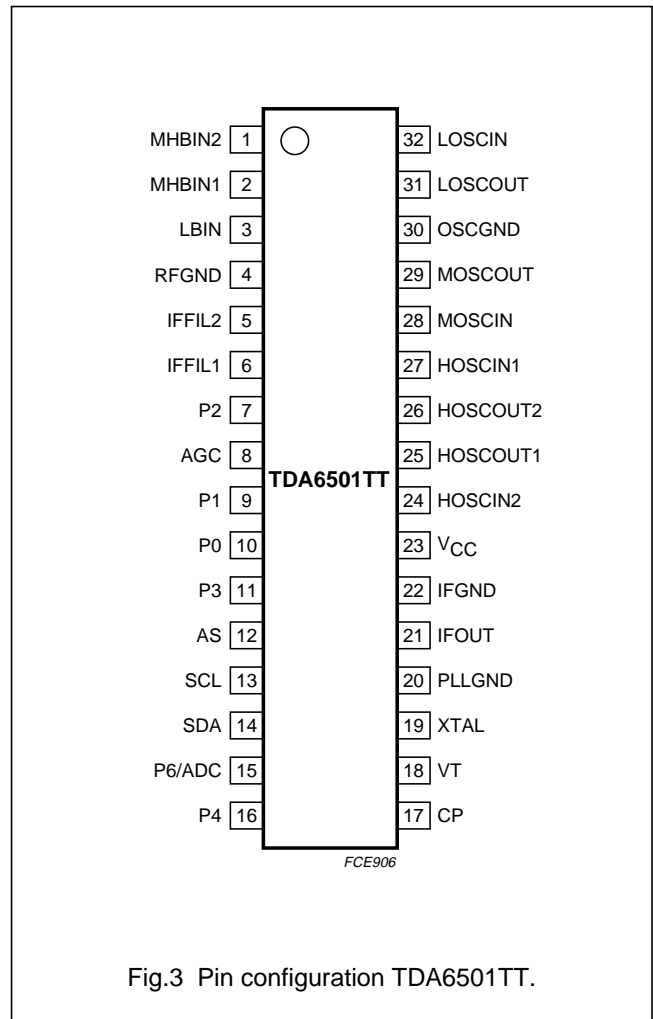 MHBIN2 1 32 LOSCIN
MHBIN1 2 31 LOSCOUT
LBIN 3 30 OSCGND
RFGND 4 29 MOSCOUT
IFFIL2 5 28 MOSCIN
IFFIL1 6 27 HOSCIN1
P2 7 26 HOSCOUT2
AGC 8 25 HOSCOUT1
TDA6501TT
P1 9 24 HOSCIN2
P0 10 23 VCC
P3 11 22 IFGND
AS 12 21 IFOUT
SCL 13 20 PLLGND
SDA 14 19 XTAL
P6/ADC 15 18 VT
P4 16 17 CP
FCE906
Fig.3 Pin configuration TDA6501TT.